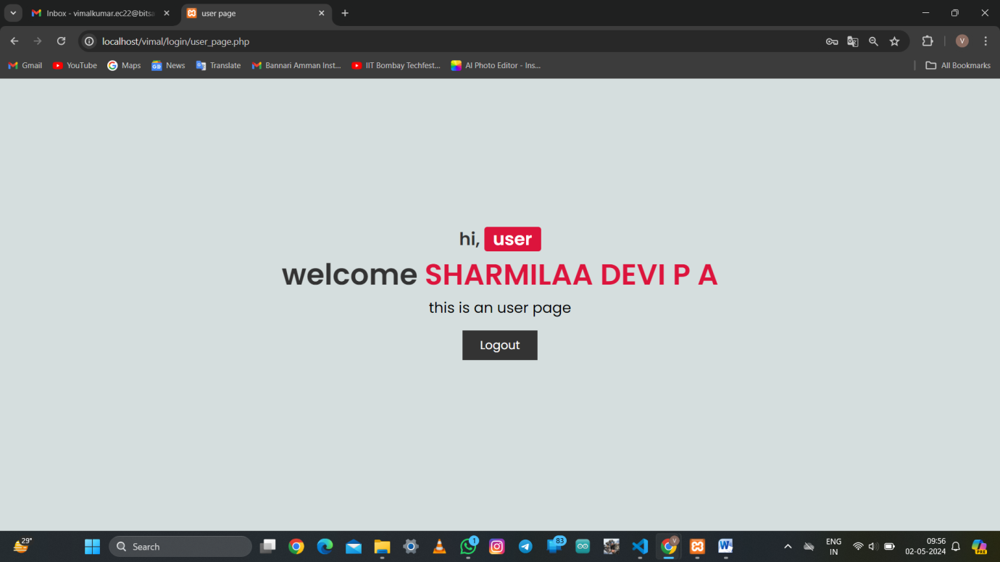 Inbox - vimalkumar.ec22@bitsa
user page
localhost/vimal/login/user_page.php
V
Gmail
YouTube
Maps
News
Translate
Bannari Amman Inst...
IIT Bombay Techfest...
AI Photo Editor - Ins...
All Bookmarks
hi, user
welcome SHARMILAA DEVI P A
this is an user page
Logout
29°
Search
1
83
V
ENG
IN
09:56
02-05-2024
PRE